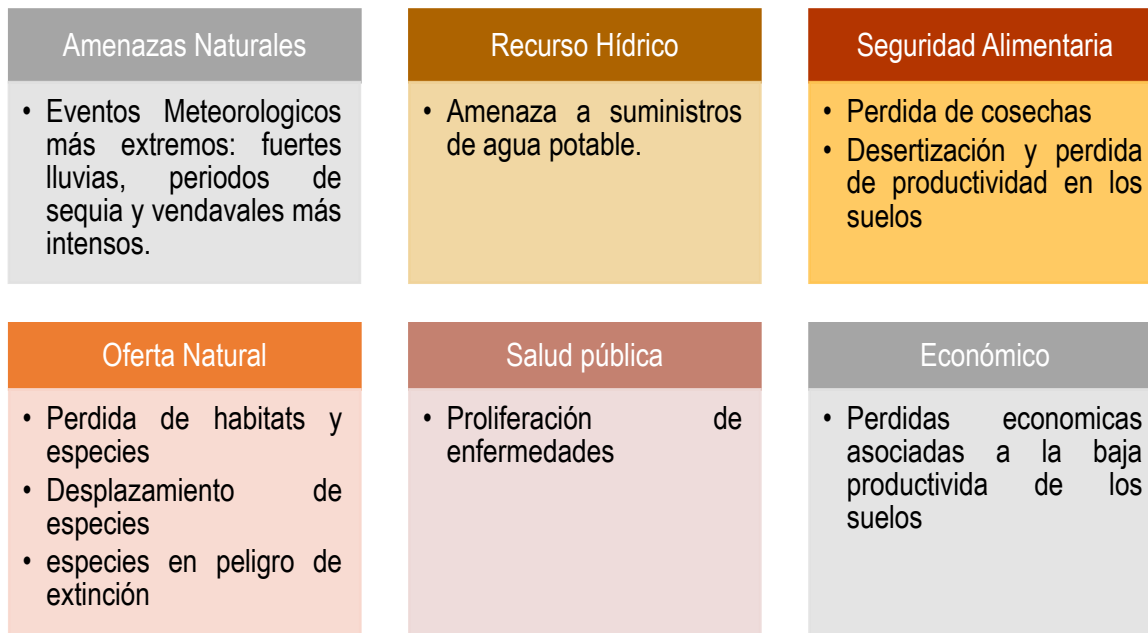 Amenazas Naturales
• Eventos Meteorologicos
más extremos: fuertes
lluvias, periodos de
sequia y vendavales más
intensos.
Recurso Hídrico
• Amenaza a suministros
de agua potable.
Seguridad Alimentaria
• Perdida de cosechas
• Desertización y perdida
de productividad en los
suelos
Oferta Natural
• Perdida de habitats y
especies
• Desplazamiento de
especies
• especies en peligro de
extinción
Salud pública
• Proliferación de
enfermedades
Económico
• Perdidas economicas
asociadas a la baja
productivida de los
suelos